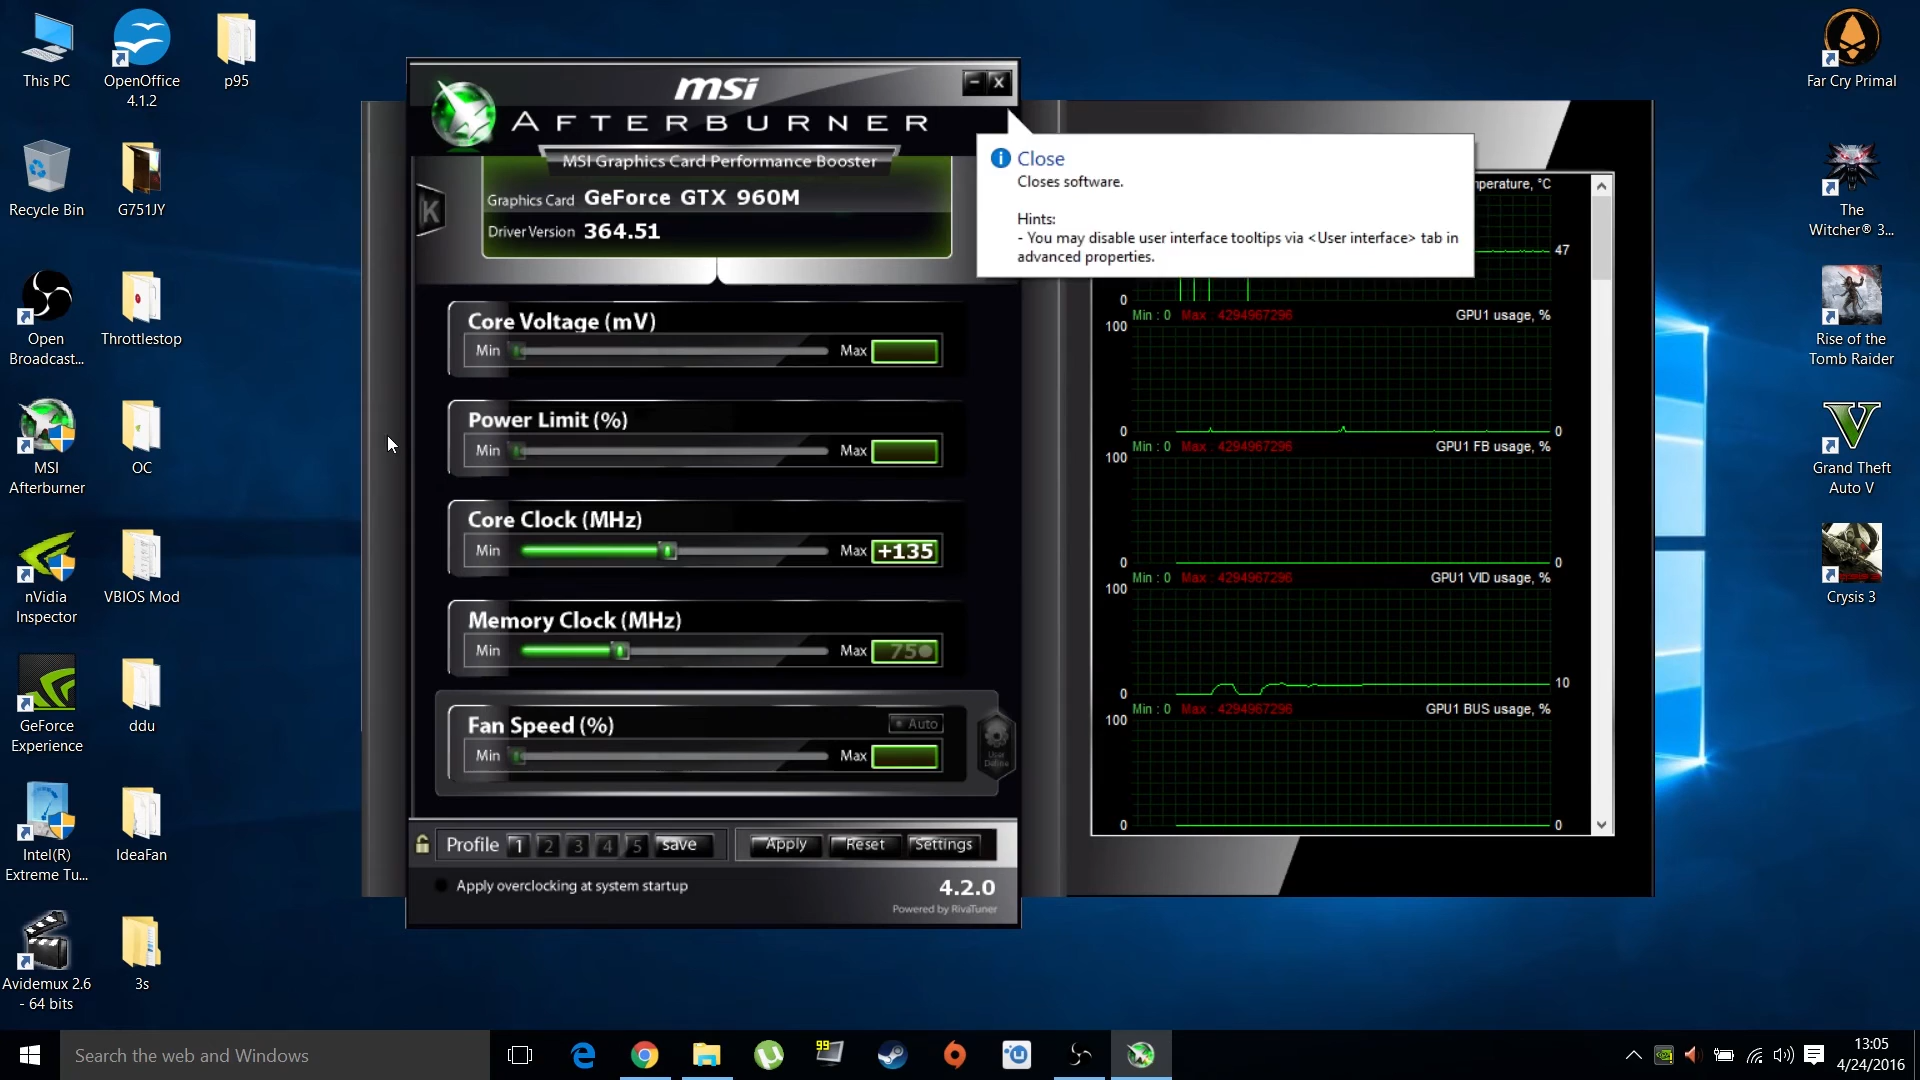 This PC
OpenOffice
4.1.2
p95
Recycle Bin
G751JY
Open
Broadcast...
Throttlestop
MSI
Afterburner
OC
nVidia
Inspector
VBIOS Mod
GeForce
Experience
ddu
Intel(R)
Extreme Tu...
IdeaFan
Avidemux 2.6
- 64 bits
3s
msi
AFTERBURNER
MSI Graphics Card Performance Booster
K
Graphics Card GeForce GTX 960M
Driver Version 364.51
Core Voltage (mV)
Min Max
Power Limit (%)
Min Max
Core Clock (MHz)
Min Max +135
Memory Clock (MHz)
Min Max 75
Fan Speed (%)
Auto
Min Max
User
Define
Profile 1 2 3 4 5 save
Apply Reset Settings
Apply overclocking at system startup
4.2.0
Powered by RivaTuner
Close
Closes software.
Hints:
- You may disable user interface tooltips via <User interface> tab in
advanced properties.
mperature, °C
47
0
Min : 0 Max : 4294967296 GPU1 usage, %
100
0 0
Min : 0 Max : 4294967296 GPU1 FB usage, %
100
0 0
Min : 0 Max : 4294967296 GPU1 VID usage, %
100
0 10
Min : 0 Max : 4294967296 GPU1 BUS usage, %
100
0 0
Far Cry Primal
The
Witcher® 3...
Rise of the
Tomb Raider
Grand Theft
Auto V
Crysis 3
Search the web and Windows
99
13:05
4/24/2016